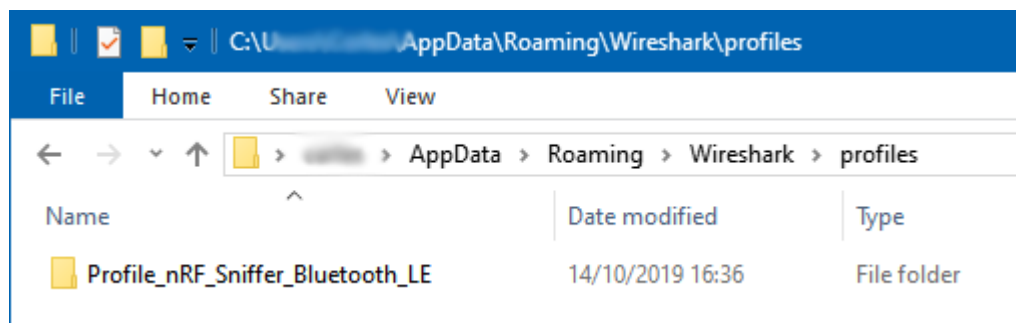 C:\U AppData\Roaming\Wireshark\profiles
File Home Share View
> > AppData > Roaming > Wireshark > profiles
Name Date modified Type
Profile_nRF_Sniffer_Bluetooth_LE 14/10/2019 16:36 File folder